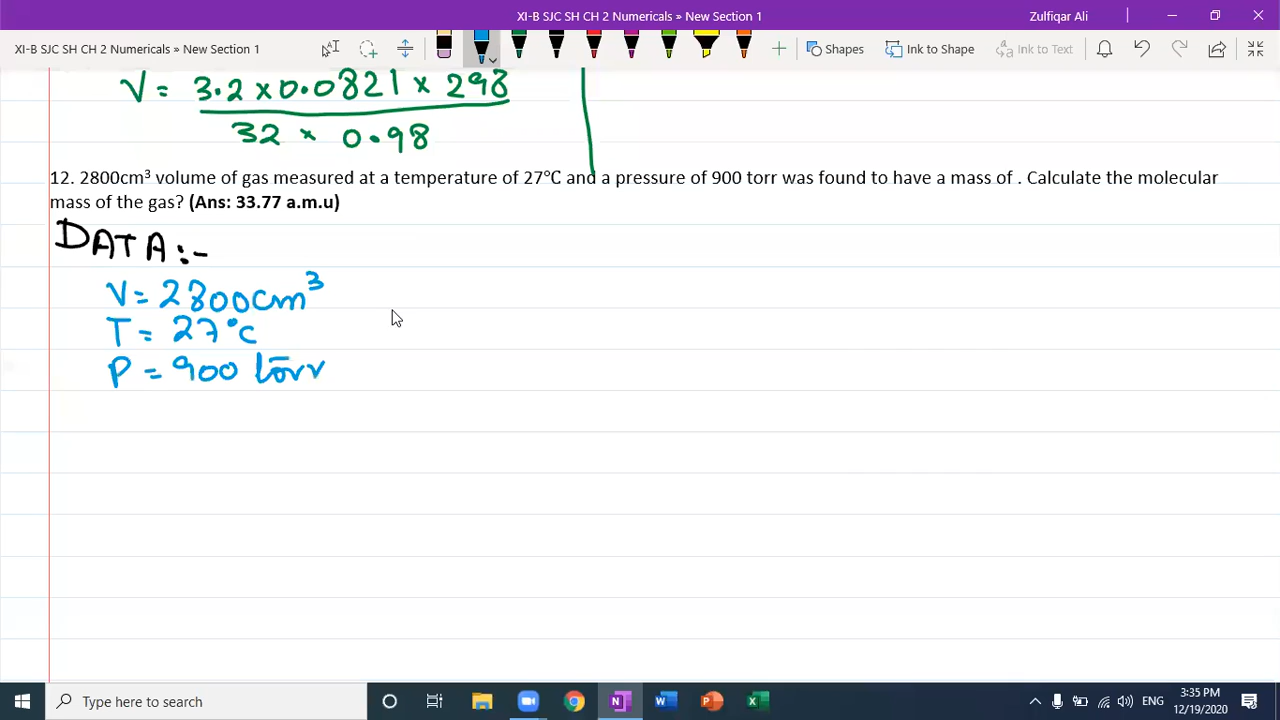 XI-B SJC SH CH 2 Numericals » New Section 1
Zulfiqar Ali
XI-B SJC SH CH 2 Numericals » New Section 1
Shapes
Ink to Shape
Ink to Text
V = 3.2 × 0.0821 × 298
32 × 0.98
12. 2800cm³ volume of gas measured at a temperature of 27°C and a pressure of 900 torr was found to have a mass of . Calculate the molecular
mass of the gas? (Ans: 33.77 a.m.u)
DATA:-
V = 2800cm³
T = 27°C
P = 900 torr
Type here to search
ENG
3:35 PM
12/19/2020